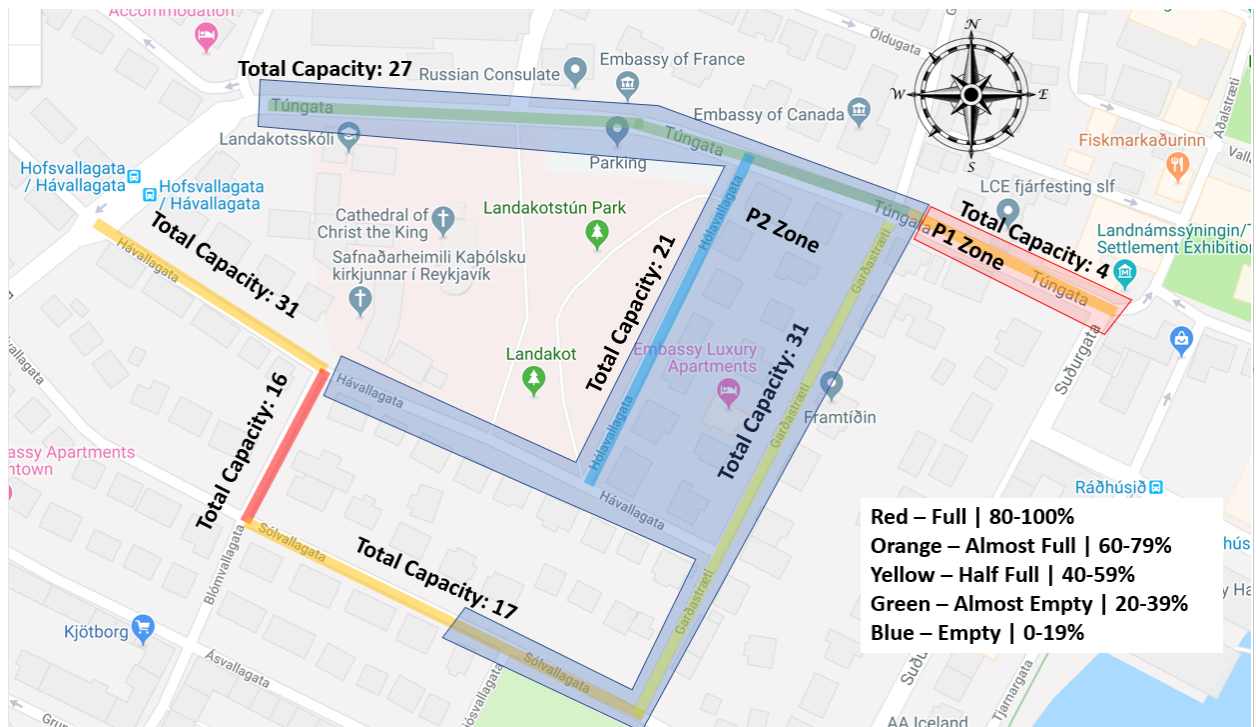 Accommodation
Öldugata
N
W
E
S
Total Capacity: 27
Russian Consulate
Embassy of France
Aðalstræti
Túngata
Túngata
Embassy of Canada
Landakotsskóli
Parking
Fiskmarkaðurinn
Hofsvallagata
/ Hávallagata
Hofsvallagata
/ Hávallagata
LCE fjárfesting slf
Cathedral of
Christ the King
Landakotstún Park
Hólavallagata
P2 Zone
Túngata
Total Capacity: 4
P1 Zone
Túngata
Landnámssýningin/
Settlement Exhibition
Safnaðarheimili Kaþólsku
kirkjunnar í Reykjavík
Hávallagata
Total Capacity: 31
Total Capacity: 21
Garðastræti
Suðurgata
Landakot
Embassy Luxury
Apartments
Total Capacity: 31
Garðastræti
Framtíðin
Hávallagata
Total Capacity: 16
Hólavallagata
Hávallagata
assy Apartments
ntown
Ráðhúsið
Sólvallagata
Total Capacity: 17
Blómvallagata
Garðastræti
Red – Full | 80-100%
Orange – Almost Full | 60-79%
Yellow – Half Full | 40-59%
Green – Almost Empty | 20-39%
Blue – Empty | 0-19%
Kjötborg
Ásvallagata
Sólvallagata
Tjarnargata
AA Iceland